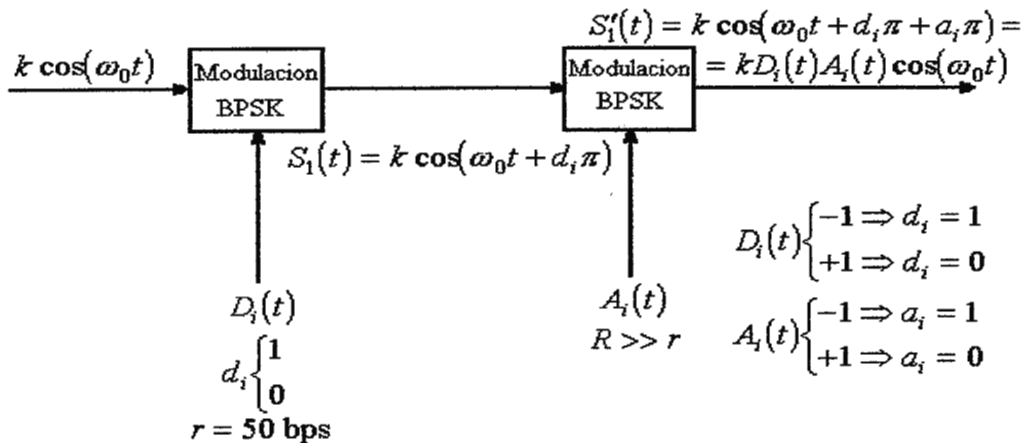 S₁′(t) = k cos(ω₀t + dᵢπ + aᵢπ) =
k cos(ω₀t)
Modulacion
BPSK
Modulacion
BPSK
= kDᵢ(t)Aᵢ(t) cos(ω₀t)
S₁(t) = k cos(ω₀t + dᵢπ)
Dᵢ(t) { −1 ⇒ dᵢ = 1
+1 ⇒ dᵢ = 0
Dᵢ(t)
dᵢ { 1
0
r = 50 bps
Aᵢ(t)
R >> r
Aᵢ(t) { −1 ⇒ aᵢ = 1
+1 ⇒ aᵢ = 0